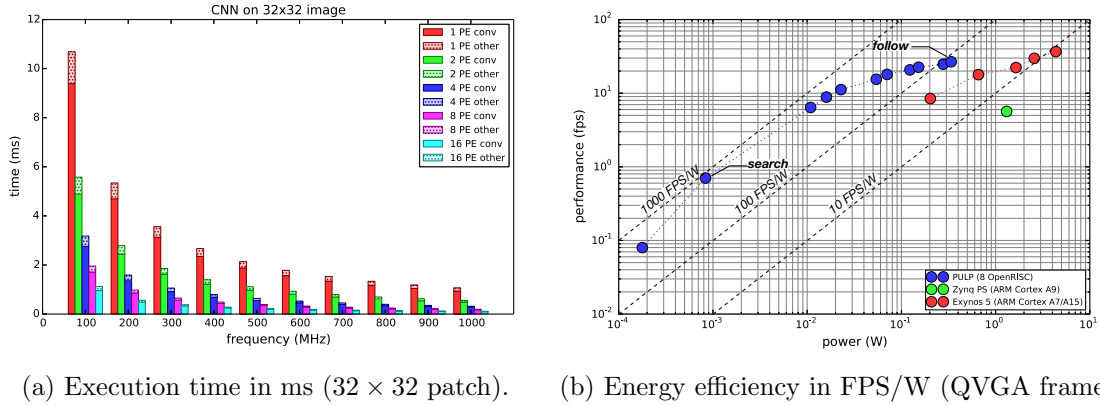 CNN on 32x32 image
12
10
8
6
4
2
0
time (ms)
0 100 200 300 400 500 600 700 800 900 1000
frequency (MHz)
1 PE conv
1 PE other
2 PE conv
2 PE other
4 PE conv
4 PE other
8 PE conv
8 PE other
16 PE conv
16 PE other
(a) Execution time in ms (32 × 32 patch).
10^2
10^1
10^0
10^-1
10^-2
performance (fps)
follow
search
1000 FPS/W
100 FPS/W
10 FPS/W
PULP (8 OpenRISC)
Zynq PS (ARM Cortex A9)
Exynos 5 (ARM Cortex A7/A15)
10^-4 10^-3 10^-2 10^-1 10^0 10^1
power (W)
(b) Energy efficiency in FPS/W (QVGA frame